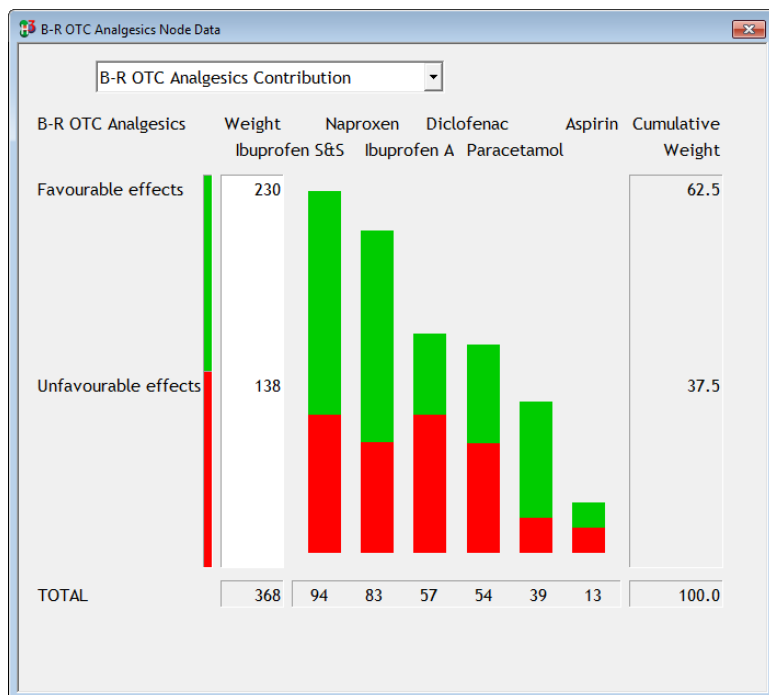 B-R OTC Analgesics Node Data
B-R OTC Analgesics Contribution
B-R OTC Analgesics Weight Naproxen Diclofenac Aspirin Cumulative
Ibuprofen S&S Ibuprofen A Paracetamol Weight
Favourable effects 230 62.5
Unfavourable effects 138 37.5
TOTAL 368 94 83 57 54 39 13 100.0